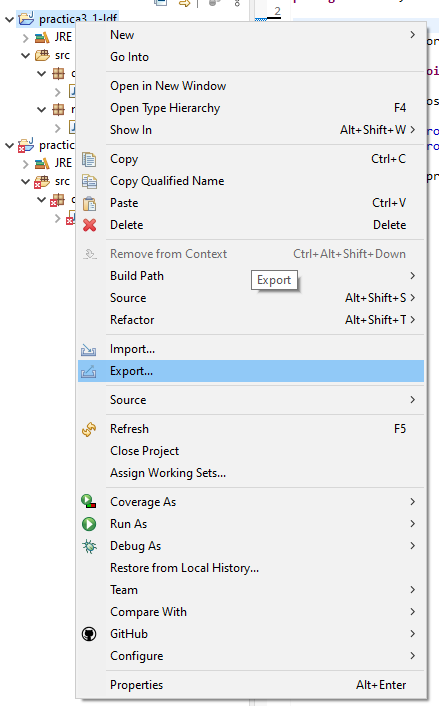 2
practica3_1-ldf
JRE
src
practic
JRE
src
New
Go Into
Open in New Window
Open Type Hierarchy F4
Show In Alt+Shift+W
Copy Ctrl+C
Copy Qualified Name
Paste Ctrl+V
Delete Delete
Remove from Context Ctrl+Alt+Shift+Down
Build Path
Export
Source Alt+Shift+S
Refactor Alt+Shift+T
Import...
Export...
Source
Refresh F5
Close Project
Assign Working Sets...
Coverage As
Run As
Debug As
Restore from Local History...
Team
Compare With
GitHub
Configure
Properties Alt+Enter